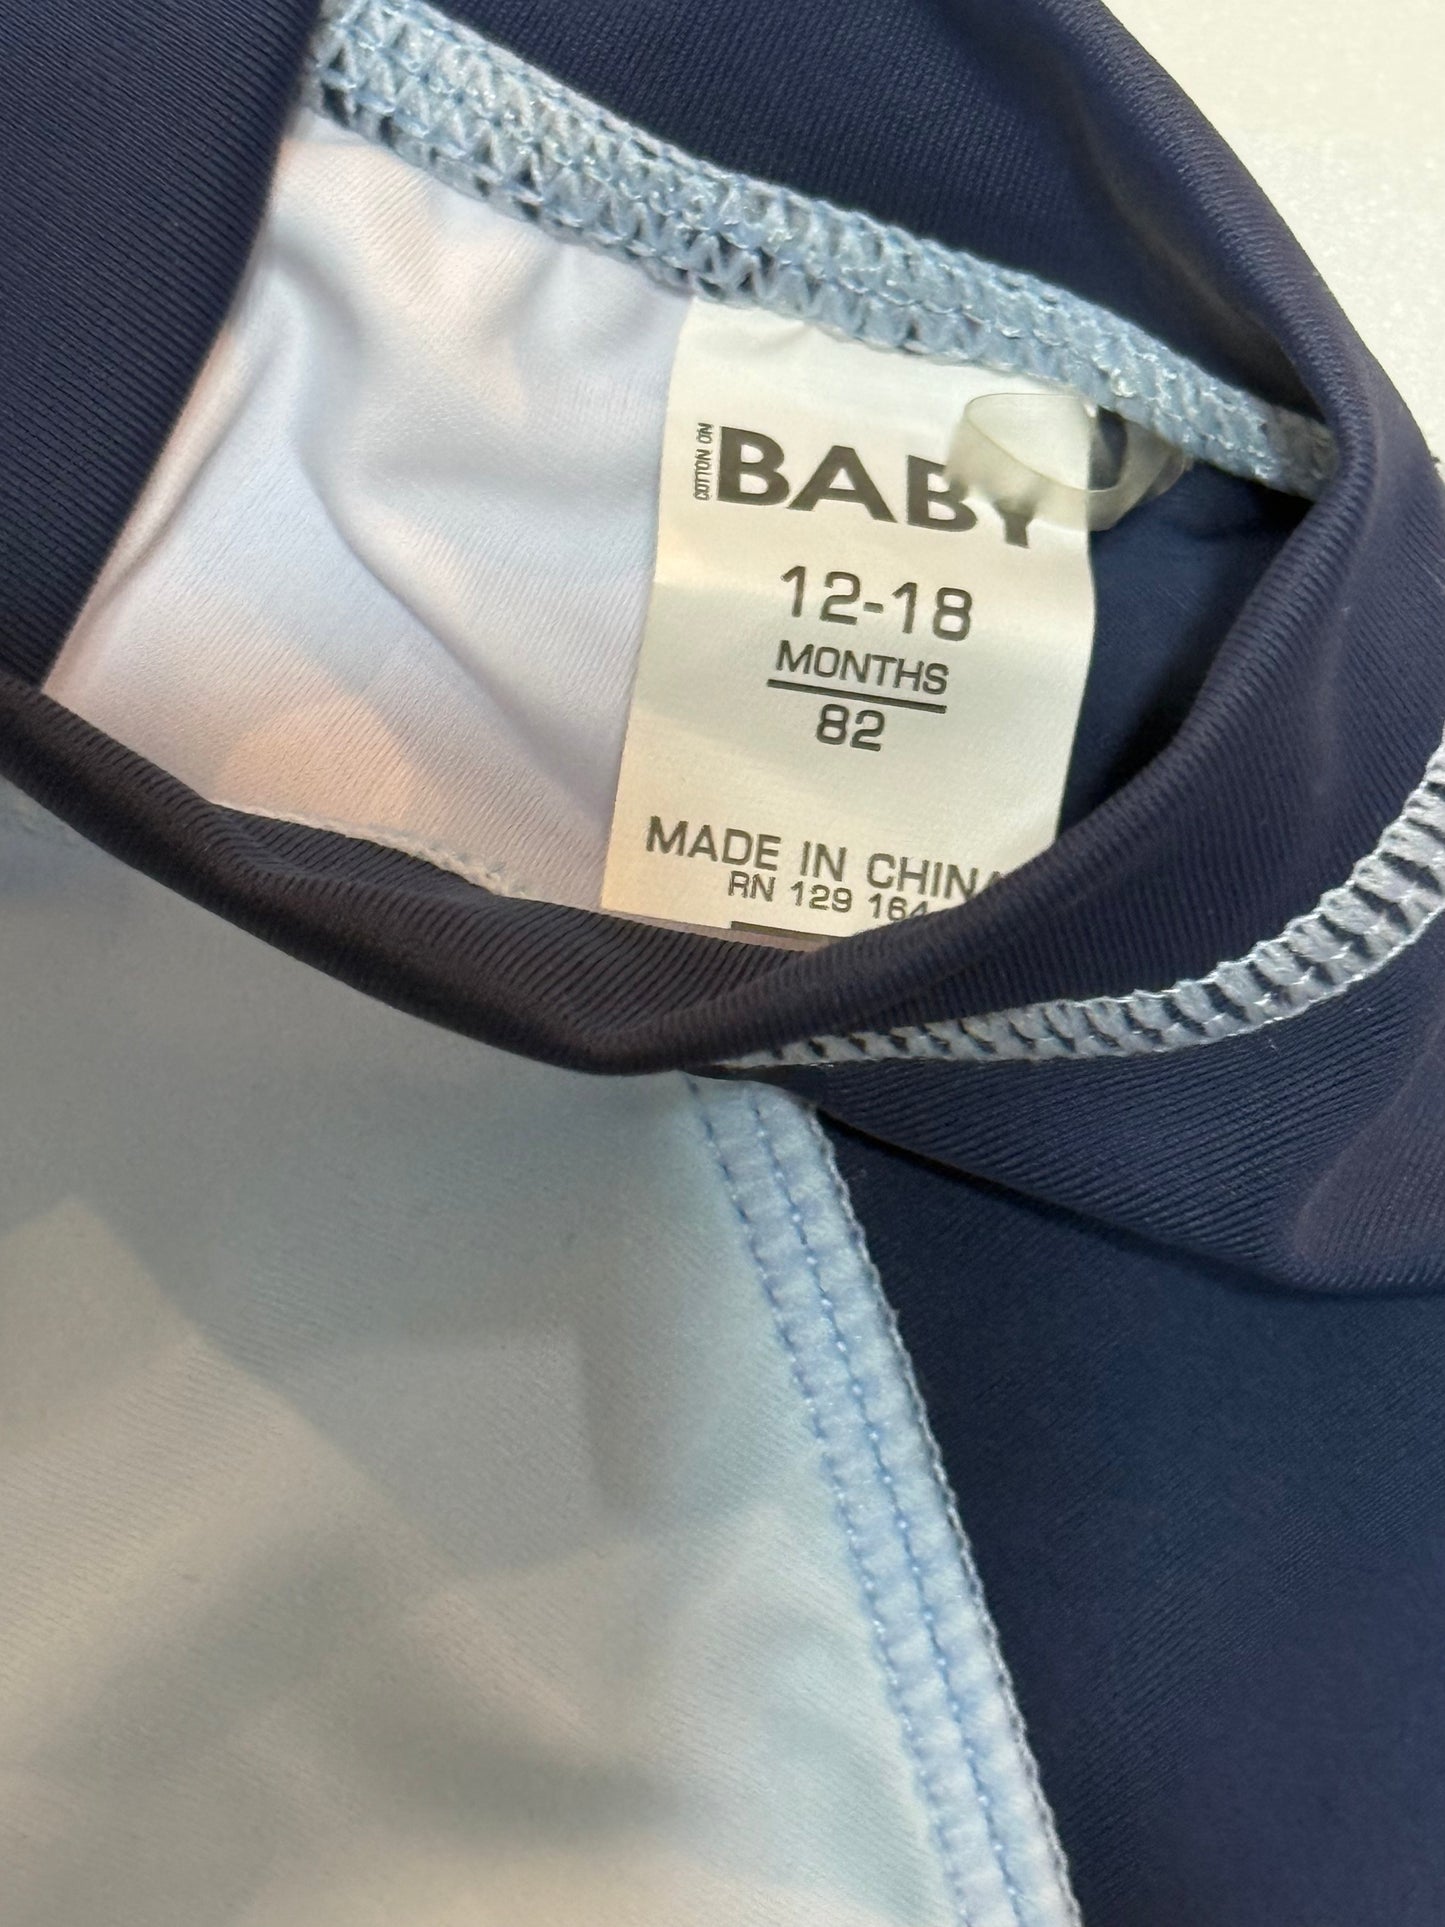 COTTON ON
BABY
12-18
MONTHS
82
MADE IN CHINA
RN 129 164